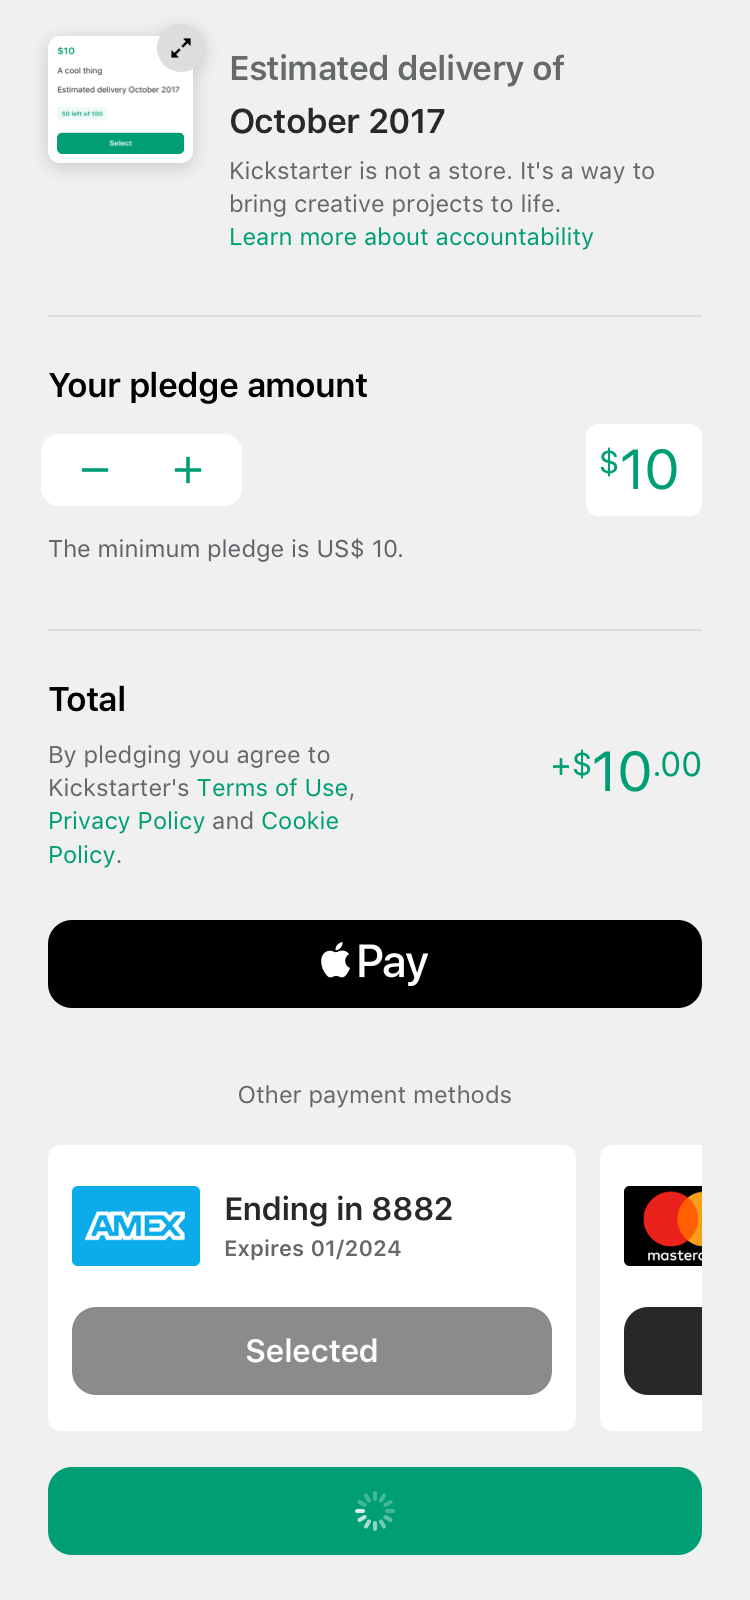 $10
A cool thing
Estimated delivery October 2017
50 left of 100
Select
Estimated delivery of
October 2017
Kickstarter is not a store. It's a way to
bring creative projects to life.
Learn more about accountability
Your pledge amount
− +
$10
The minimum pledge is US$ 10.
Total
By pledging you agree to
Kickstarter's Terms of Use,
Privacy Policy and Cookie
Policy.
+$10.00
Pay
Other payment methods
AMEX
Ending in 8882
Expires 01/2024
Selected